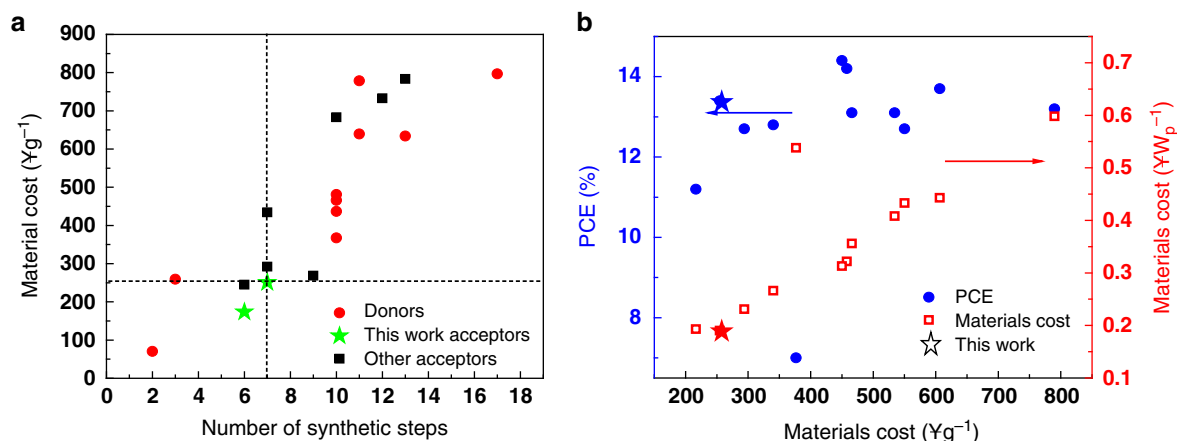 a
900
800
700
600
500
400
300
200
100
0
Material cost (¥g⁻¹)
0 2 4 6 8 10 12 14 16 18
Number of synthetic steps
Donors
This work acceptors
Other acceptors
b
14
12
10
8
PCE (%)
200 300 400 500 600 700 800
Materials cost (¥g⁻¹)
0.7
0.6
0.5
0.4
0.3
0.2
0.1
Materials cost (¥Wp⁻¹)
PCE
Materials cost
This work